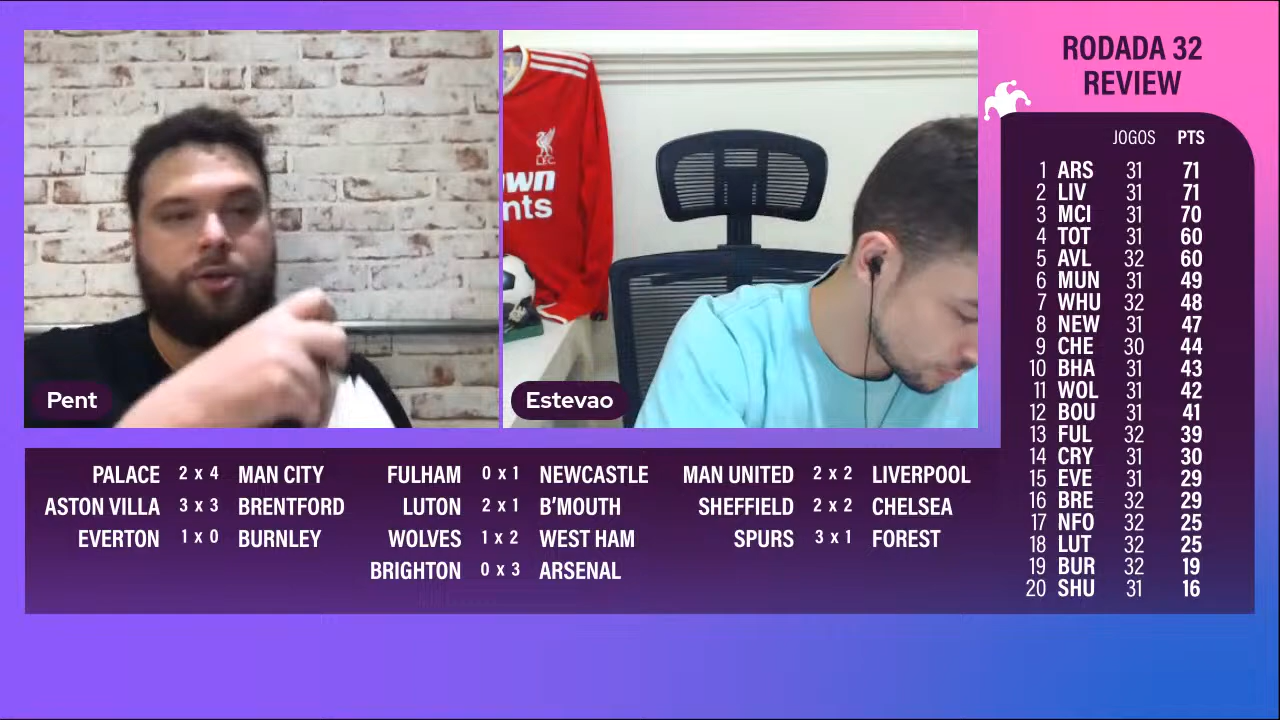 RODADA 32
REVIEW
L.F.C.
wn
nts
Pent
Estevao
JOGOS PTS
1 ARS 31 71
2 LIV 31 71
3 MCI 31 70
4 TOT 31 60
5 AVL 32 60
6 MUN 31 49
7 WHU 32 48
8 NEW 31 47
9 CHE 30 44
10 BHA 31 43
11 WOL 31 42
12 BOU 31 41
13 FUL 32 39
14 CRY 31 30
15 EVE 31 29
16 BRE 32 29
17 NFO 32 25
18 LUT 32 25
19 BUR 32 19
20 SHU 31 16
PALACE 2 x 4 MAN CITY
ASTON VILLA 3 x 3 BRENTFORD
EVERTON 1 x 0 BURNLEY
FULHAM 0 x 1 NEWCASTLE
LUTON 2 x 1 B'MOUTH
WOLVES 1 x 2 WEST HAM
BRIGHTON 0 x 3 ARSENAL
MAN UNITED 2 x 2 LIVERPOOL
SHEFFIELD 2 x 2 CHELSEA
SPURS 3 x 1 FOREST